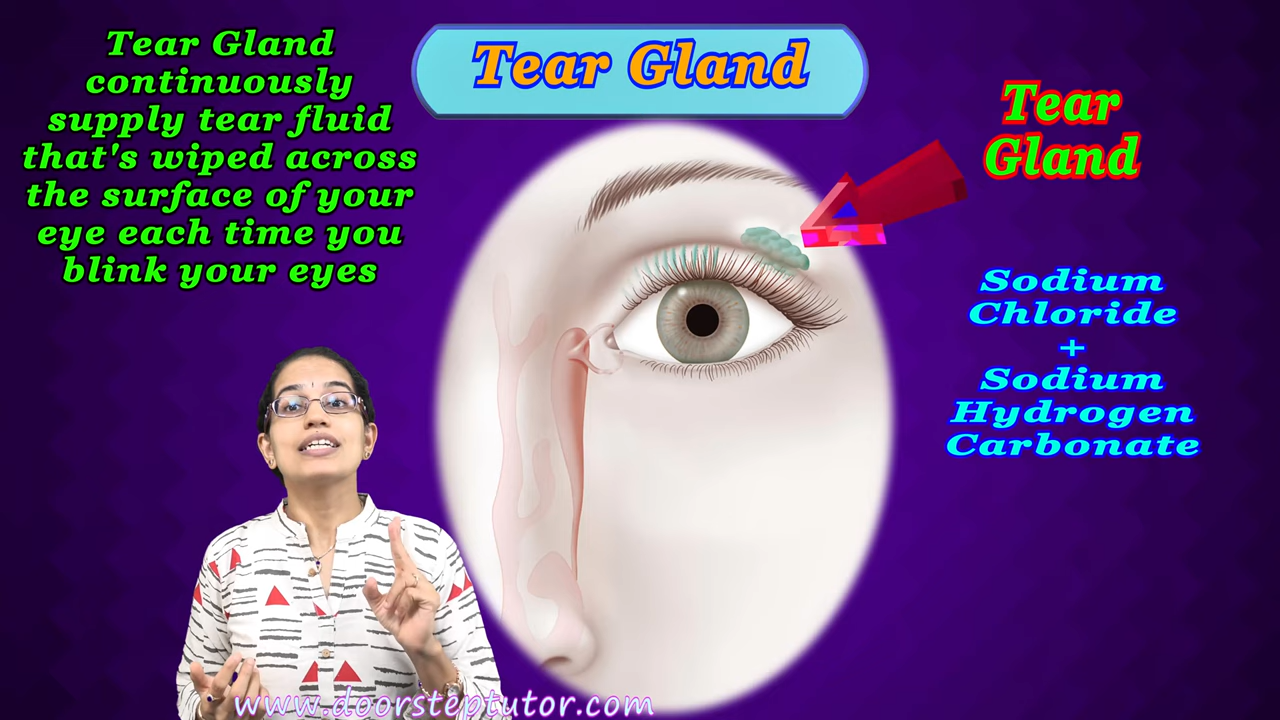 Tear Gland
continuously
supply tear fluid
that's wiped across
the surface of your
eye each time you
blink your eyes
Tear Gland
Tear
Gland
Sodium
Chloride
+
Sodium
Hydrogen
Carbonate
www.doorsteptutor.com